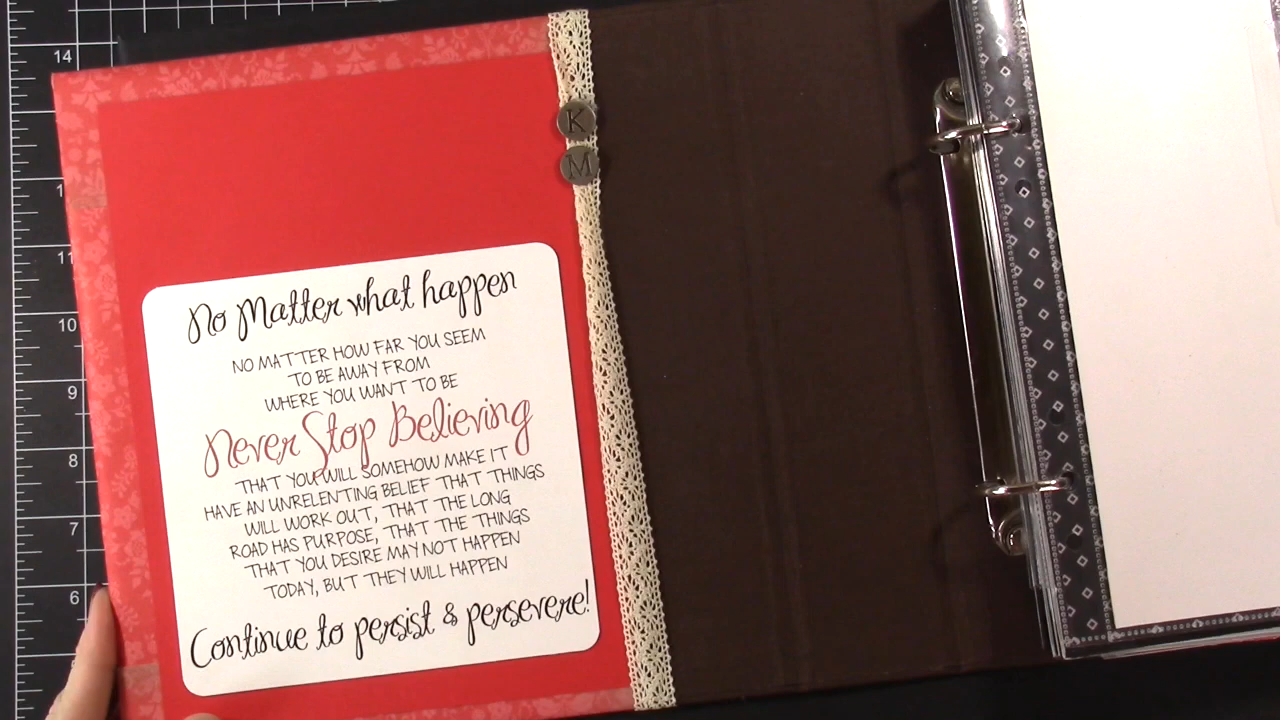 14
11
10
9
8
7
6
K
M
No Matter what happen
NO MATTER HOW FAR YOU SEEM
TO BE AWAY FROM
WHERE YOU WANT TO BE
Never Stop Believing
THAT YOU WILL SOMEHOW MAKE IT
HAVE AN UNRELENTING BELIEF THAT THINGS
WILL WORK OUT, THAT THE LONG
ROAD HAS PURPOSE, THAT THE THINGS
THAT YOU DESIRE MAY NOT HAPPEN
TODAY, BUT THEY WILL HAPPEN
Continue to persist & persevere!